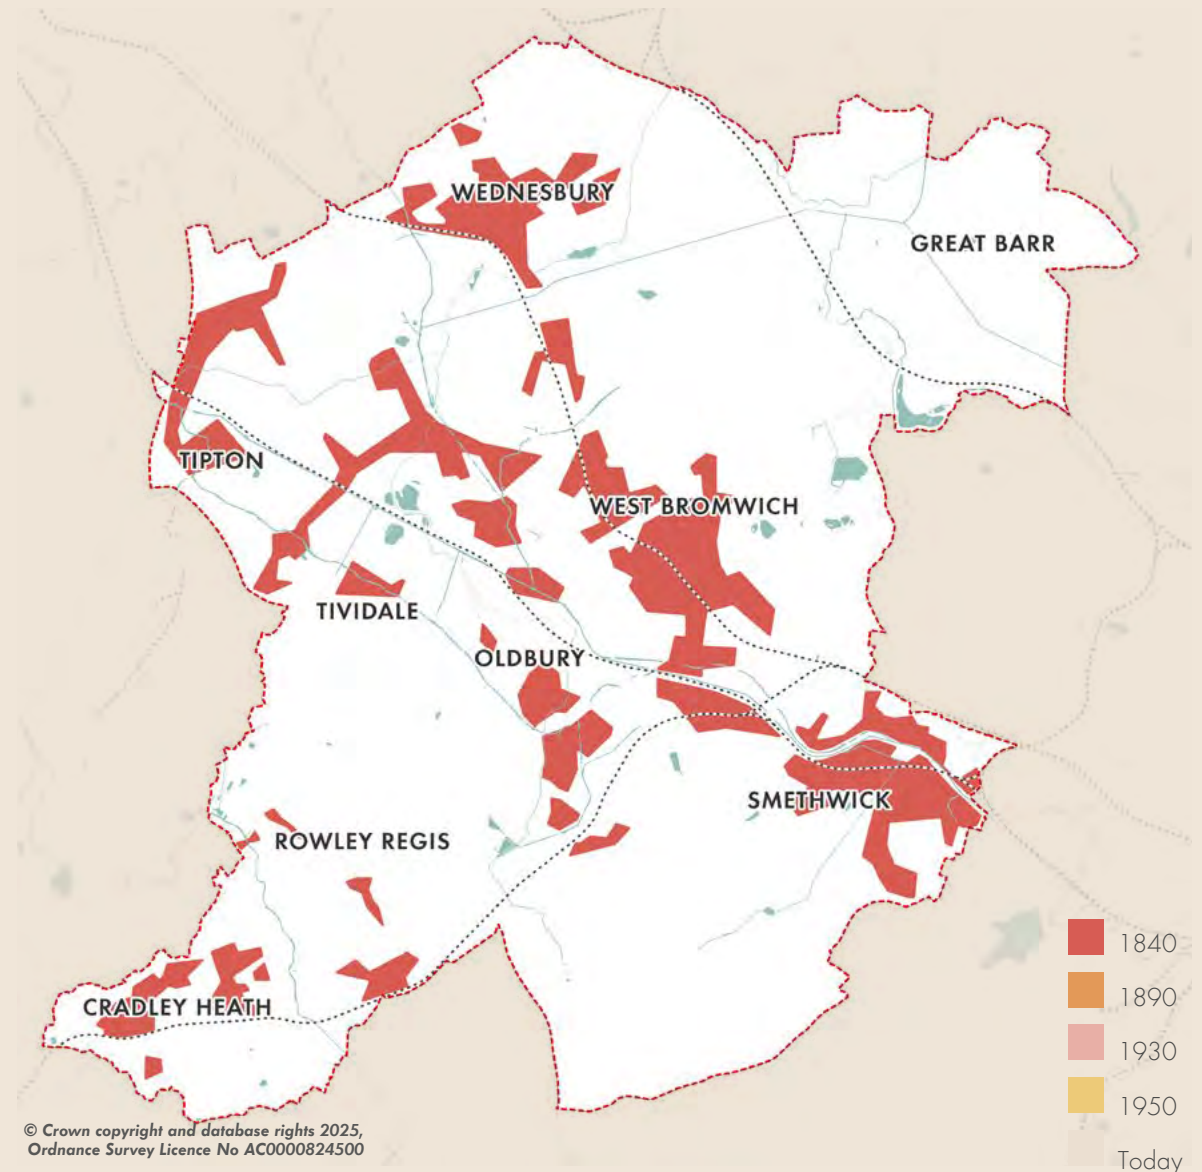 WEDNESBURY
GREAT BARR
TIPTON
WEST BROMWICH
TIVIDALE
OLDBURY
SMETHWICK
ROWLEY REGIS
CRADLEY HEATH
1840
1890
1930
1950
Today
© Crown copyright and database rights 2025,
Ordnance Survey Licence No AC0000824500